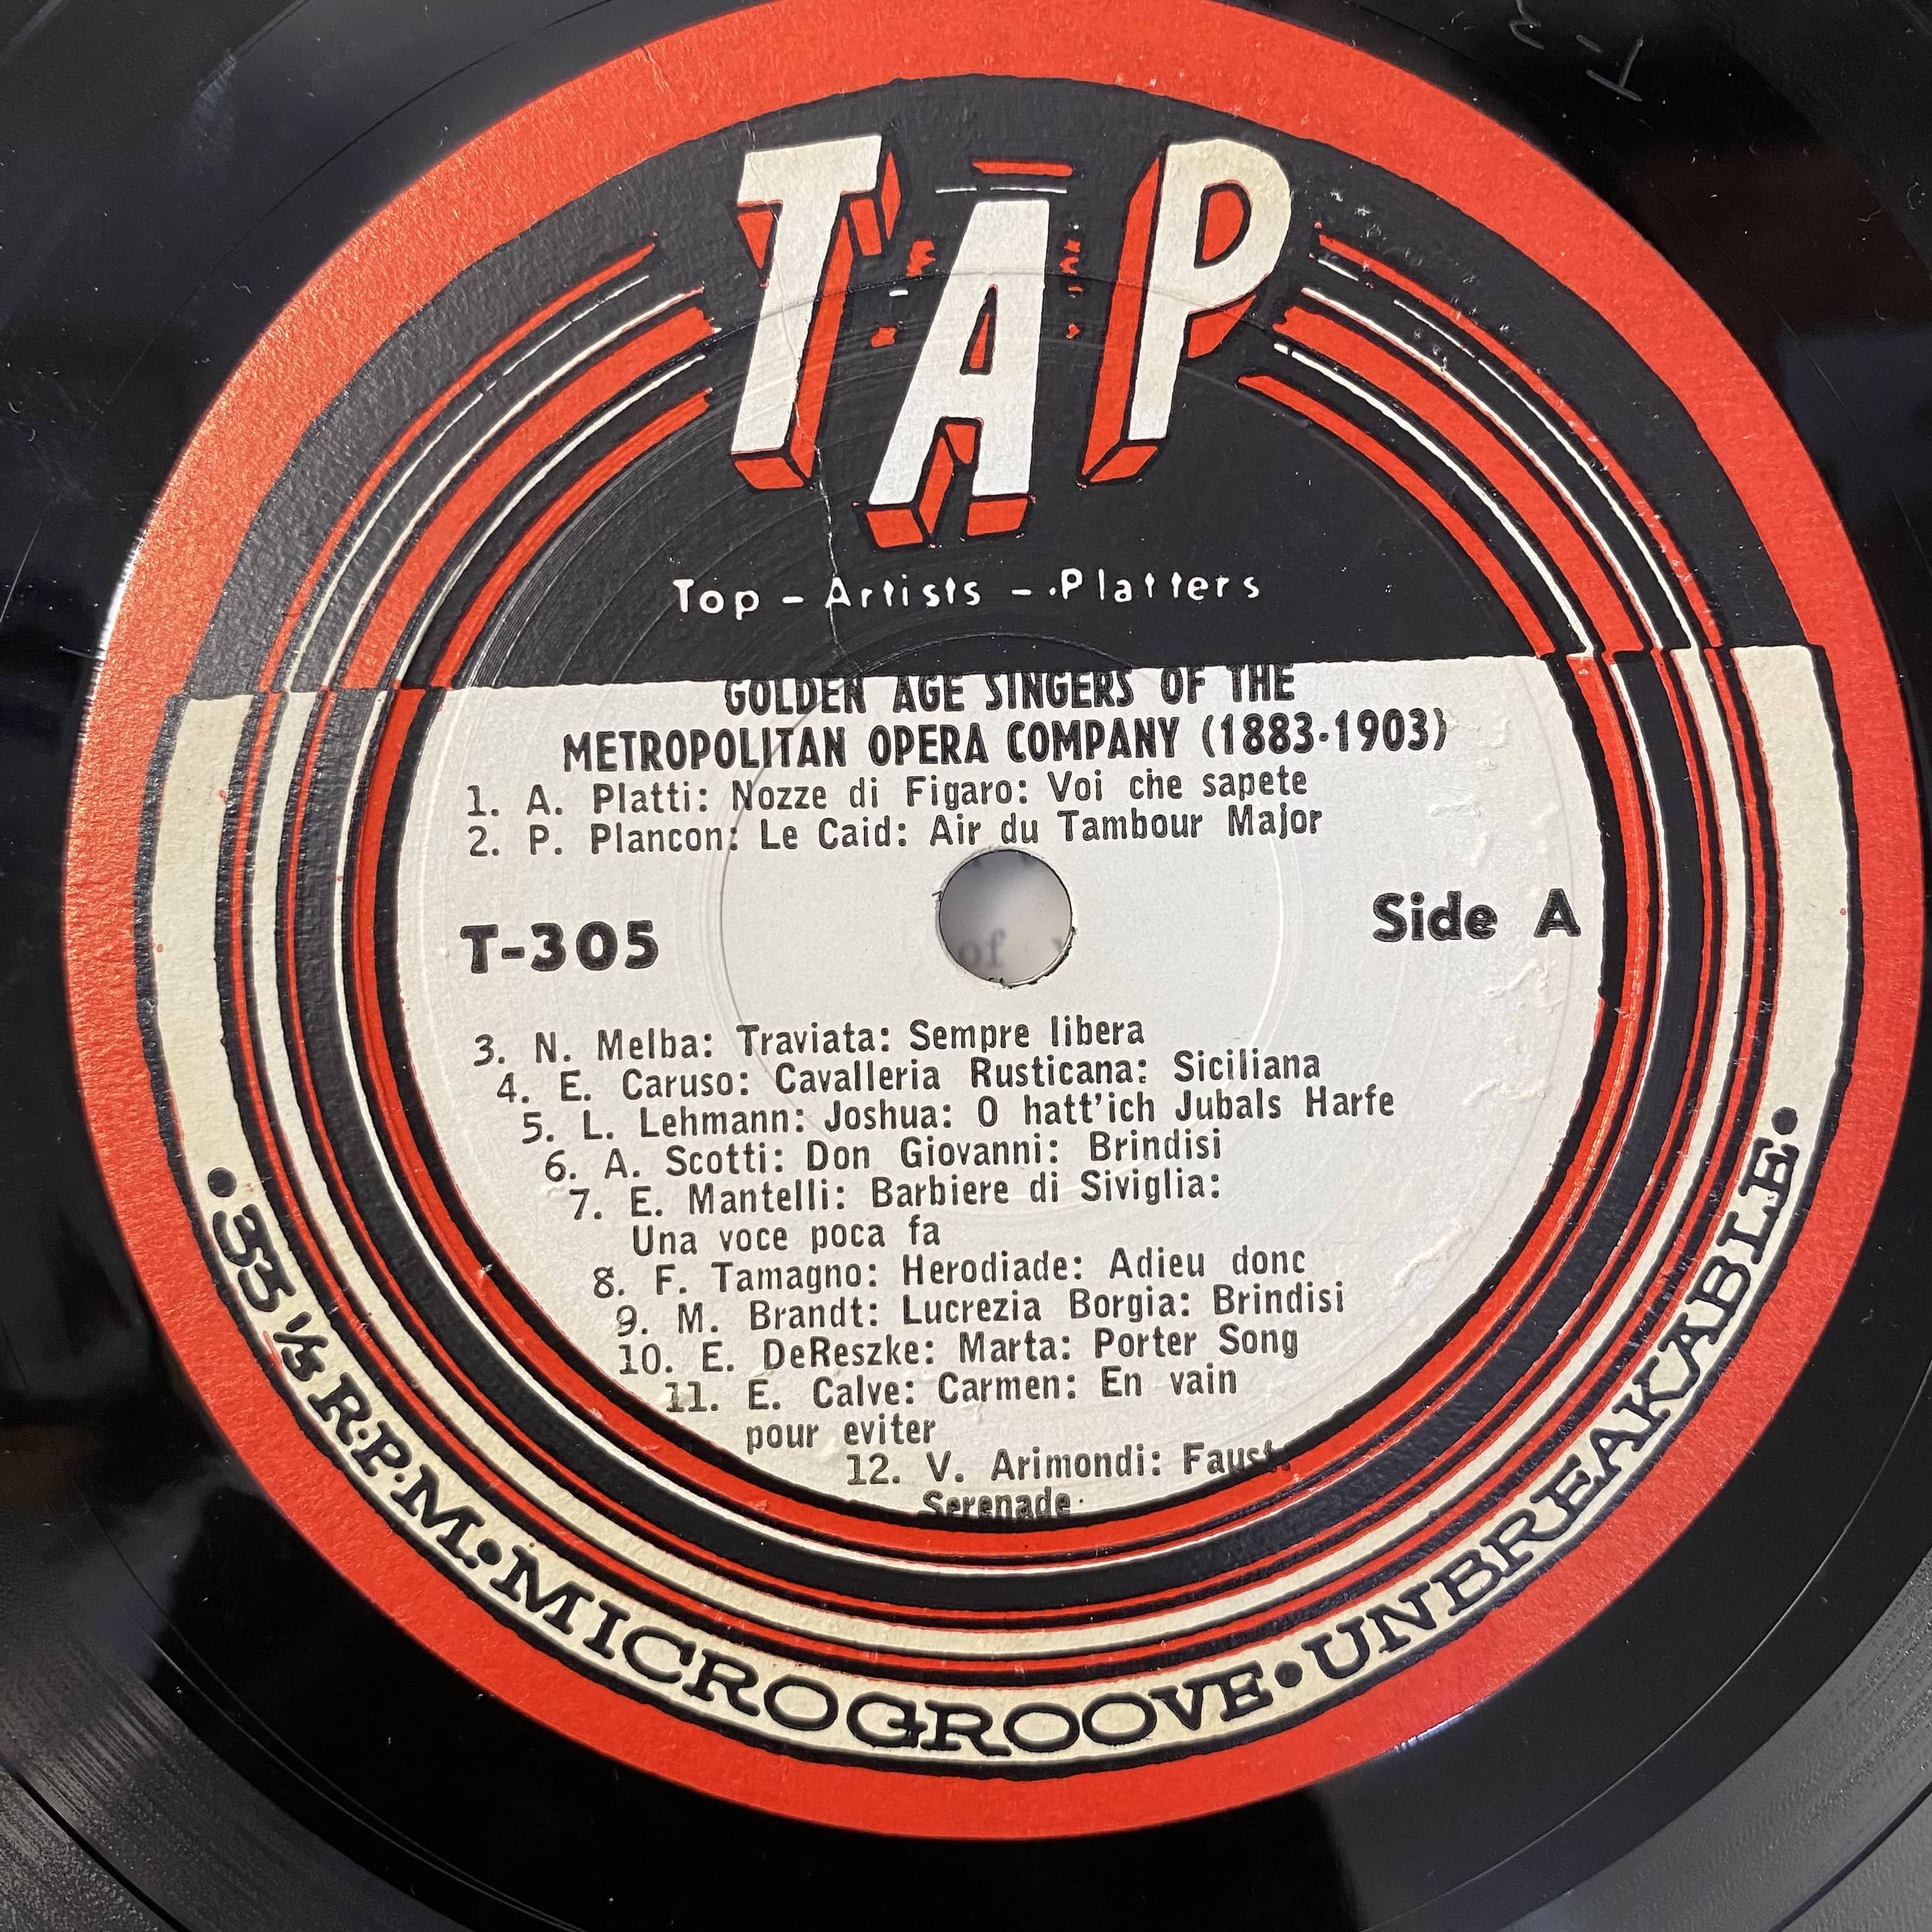 TAP
Top - Artists - Platters
GOLDEN AGE SINGERS OF THE
METROPOLITAN OPERA COMPANY (1883-1903)
1. A. Platti: Nozze di Figaro: Voi che sapete
2. P. Plancon: Le Caid: Air du Tambour Major
T-305
Side A
of
3. N. Melba: Traviata: Sempre libera
4. E. Caruso: Cavalleria Rusticana: Siciliana
5. L. Lehmann: Joshua: O hatt'ich Jubals Harfe
6. A. Scotti: Don Giovanni: Brindisi
7. E. Mantelli: Barbiere di Siviglia:
Una voce poca fa
8. F. Tamagno: Herodiade: Adieu donc
9. M. Brandt: Lucrezia Borgia: Brindisi
10. E. DeReszke: Marta: Porter Song
11. E. Calve: Carmen: En vain
pour eviter
12. V. Arimondi: Faust:
Serenade
•33 ⅓ R·P·M·•MICROGROOVE•UNBREAKABLE•